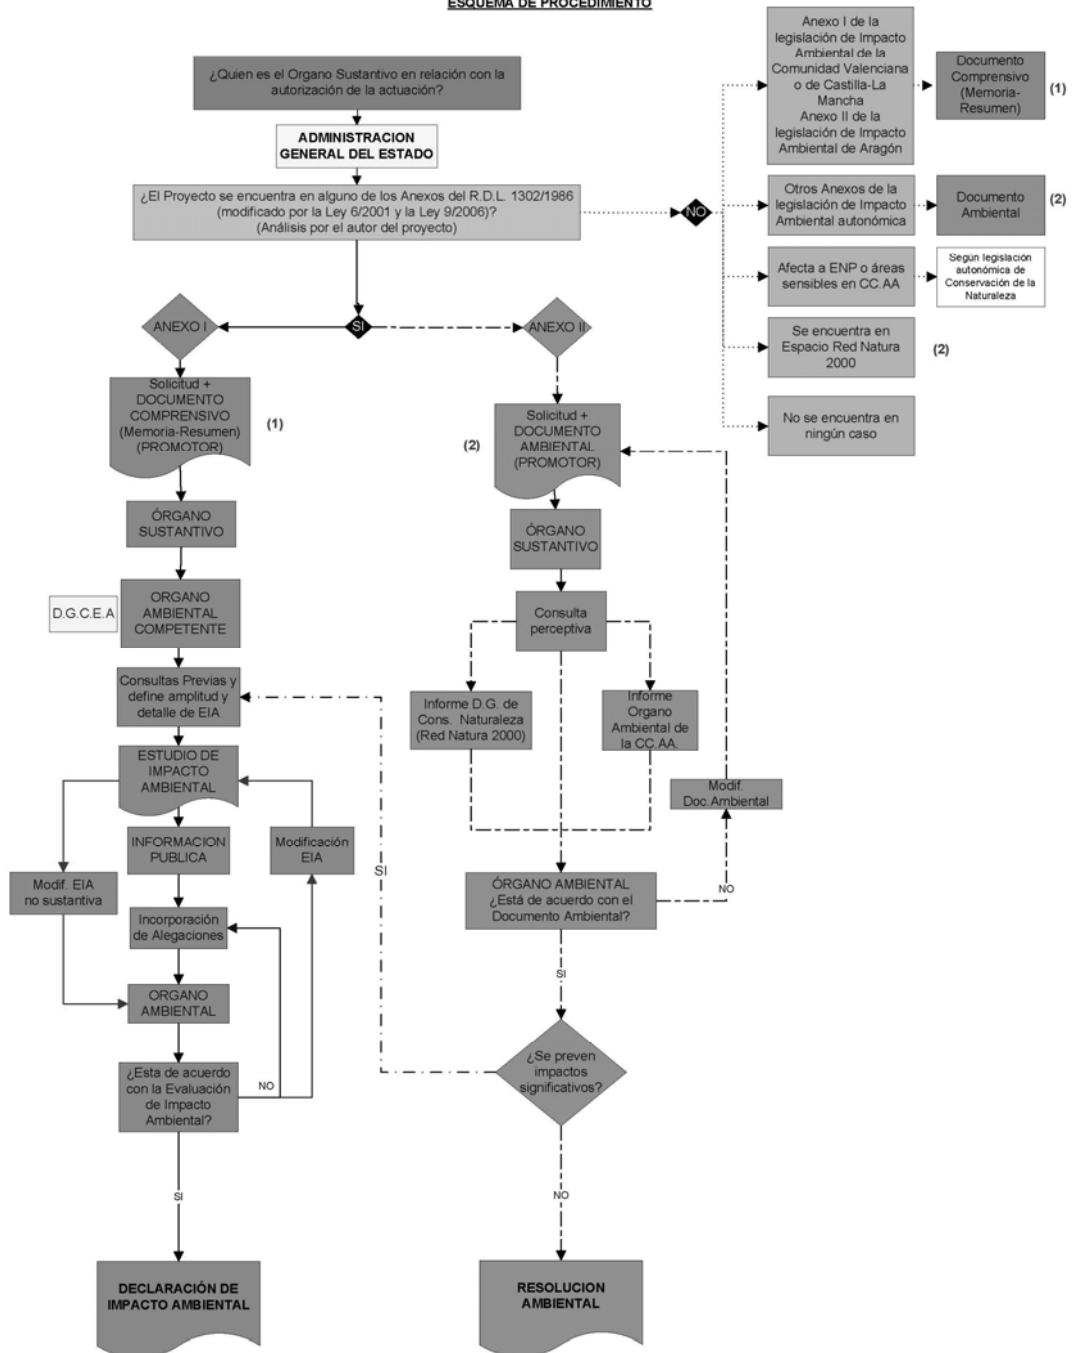 ESQUEMA DE PROCEDIMIENTO
¿Quien es el Organo Sustantivo en relación con la
autorización de la actuación?
ADMINISTRACION
GENERAL DEL ESTADO
¿El Proyecto se encuentra en alguno de los Anexos del R.D.L. 1302/1986
(modificado por la Ley 6/2001 y la Ley 9/2006)?
(Análisis por el autor del proyecto)
NO
Anexo I de la
legislación de Impacto
Ambiental de la
Comunidad Valenciana
o de Castilla-La
Mancha
Anexo II de la
legislación de Impacto
Ambiental de Aragón
Documento
Comprensivo
(Memoria-
Resumen)
(1)
Otros Anexos de la
legislación de Impacto
Ambiental autonómica
Documento
Ambiental
(2)
Afecta a ENP o áreas
sensibles en CC.AA
Según legislación
autonómica de
Conservación de la
Naturaleza
Se encuentra en
Espacio Red Natura
2000
(2)
No se encuentra en
ningún caso
ANEXO I
SI
ANEXO II
Solicitud +
DOCUMENTO
COMPRENSIVO
(Memoria-Resumen)
(PROMOTOR)
(1)
ÓRGANO
SUSTANTIVO
D.G.C.E.A
ORGANO
AMBIENTAL
COMPETENTE
Consultas Previas y
define amplitud y
detalle de EIA
ESTUDIO DE
IMPACTO
AMBIENTAL
INFORMACION
PUBLICA
Modificación
EIA
Modif. EIA
no sustantiva
Incorporación
de Alegaciones
ORGANO
AMBIENTAL
¿Esta de acuerdo
con la Evaluación
de Impacto
Ambiental?
NO
SI
DECLARACIÓN DE
IMPACTO AMBIENTAL
Solicitud +
DOCUMENTO
AMBIENTAL
(PROMOTOR)
(2)
ÓRGANO
SUSTANTIVO
Consulta
perceptiva
Informe D.G. de
Cons. Naturaleza
(Red Natura 2000)
Informe
Organo
Ambiental de
la CC.AA.
Modif.
Doc.Ambiental
ÓRGANO AMBIENTAL
¿Está de acuerdo con el
Documento Ambiental?
NO
SI
¿Se preven
impactos
significativos?
SI
NO
RESOLUCION
AMBIENTAL